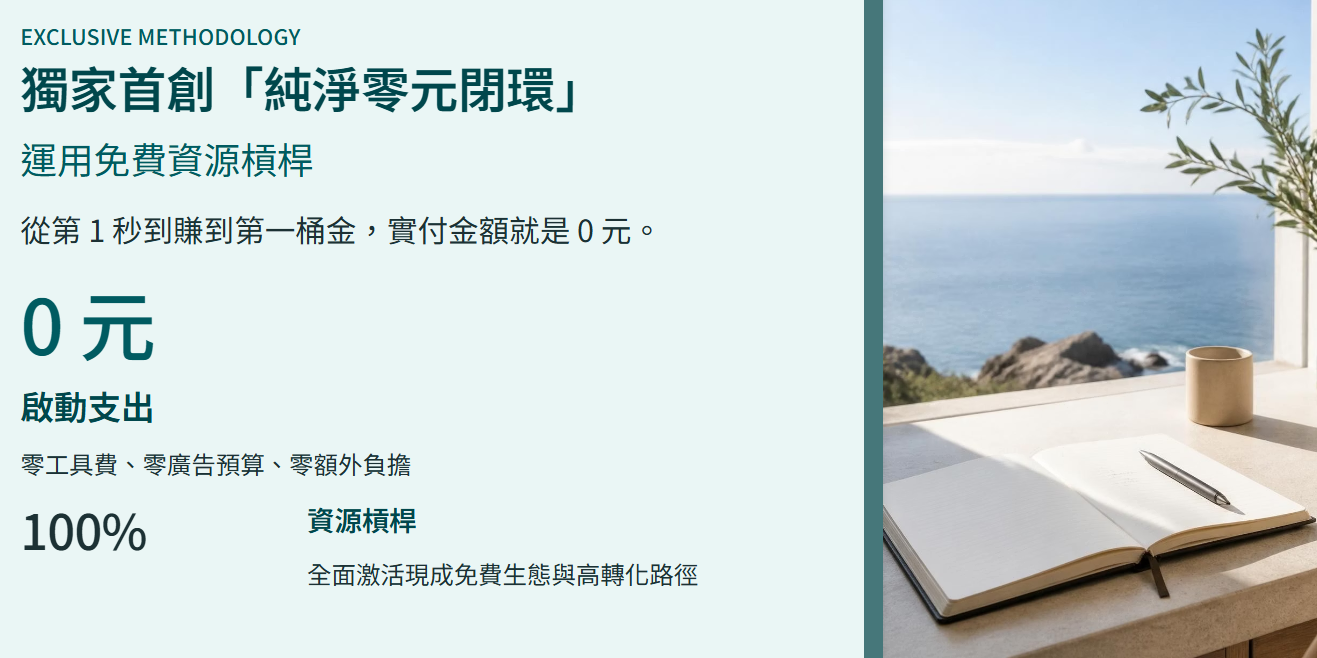 EXCLUSIVE METHODOLOGY
獨家首創「純淨零元閉環」
運用免費資源槓桿
從第 1 秒到賺到第一桶金，實付金額就是 0 元。
0 元
啟動支出
零工具費、零廣告預算、零額外負擔
100%
資源槓桿
全面激活現成免費生態與高轉化路徑